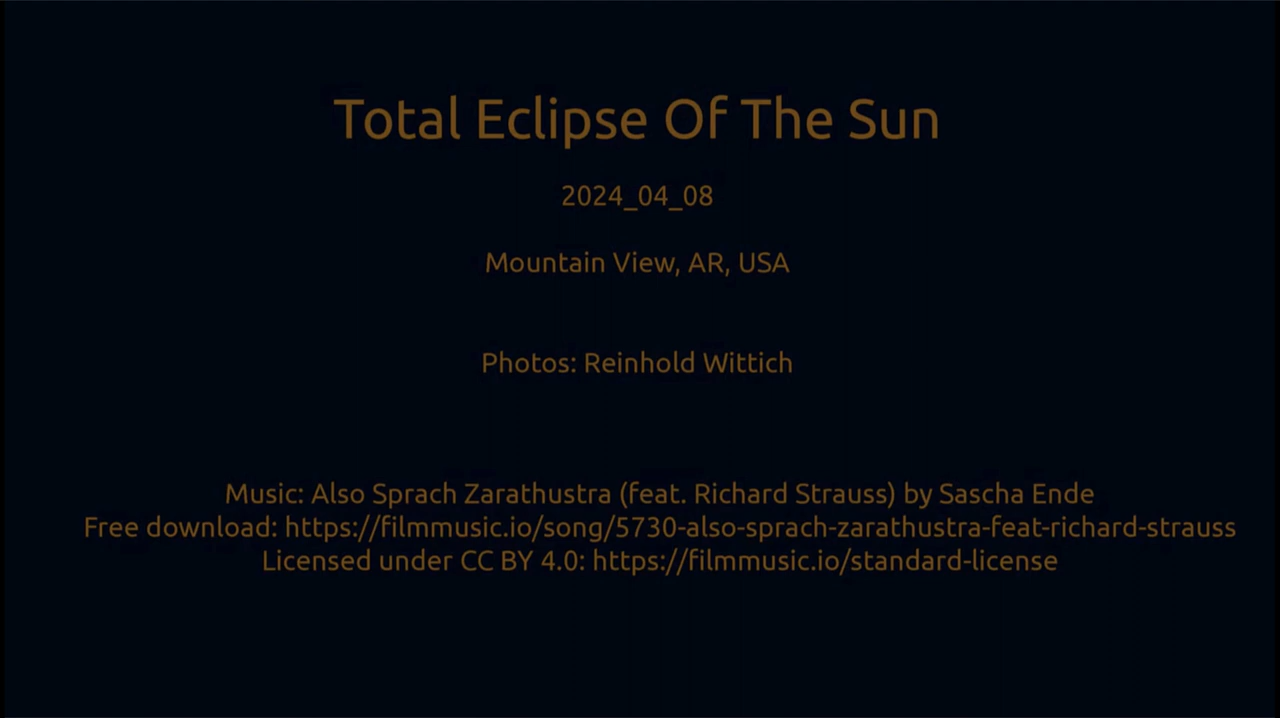 Total Eclipse Of The Sun
2024_04_08
Mountain View, AR, USA
Photos: Reinhold Wittich
Music: Also Sprach Zarathustra (feat. Richard Strauss) by Sascha Ende
Free download: https://filmmusic.io/song/5730-also-sprach-zarathustra-feat-richard-strauss
Licensed under CC BY 4.0: https://filmmusic.io/standard-license